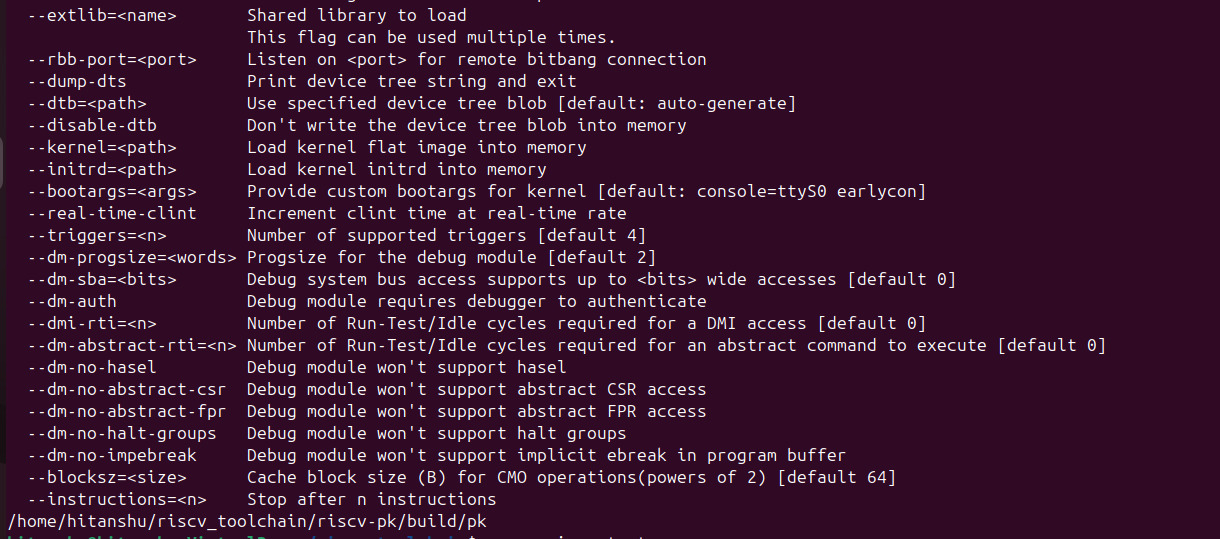 --extlib=<name> Shared library to load
This flag can be used multiple times.
--rbb-port=<port> Listen on <port> for remote bitbang connection
--dump-dts Print device tree string and exit
--dtb=<path> Use specified device tree blob [default: auto-generate]
--disable-dtb Don't write the device tree blob into memory
--kernel=<path> Load kernel flat image into memory
--initrd=<path> Load kernel initrd into memory
--bootargs=<args> Provide custom bootargs for kernel [default: console=ttyS0 earlycon]
--real-time-clint Increment clint time at real-time rate
--triggers=<n> Number of supported triggers [default 4]
--dm-progsize=<words> Progsize for the debug module [default 2]
--dm-sba=<bits> Debug system bus access supports up to <bits> wide accesses [default 0]
--dm-auth Debug module requires debugger to authenticate
--dmi-rti=<n> Number of Run-Test/Idle cycles required for a DMI access [default 0]
--dm-abstract-rti=<n> Number of Run-Test/Idle cycles required for an abstract command to execute [default 0]
--dm-no-hasel Debug module won't support hasel
--dm-no-abstract-csr Debug module won't support abstract CSR access
--dm-no-abstract-fpr Debug module won't support abstract FPR access
--dm-no-halt-groups Debug module won't support halt groups
--dm-no-impebreak Debug module won't support implicit ebreak in program buffer
--blocksz=<size> Cache block size (B) for CMO operations(powers of 2) [default 64]
--instructions=<n> Stop after n instructions
/home/hitanshu/riscv_toolchain/riscv-pk/build/pk